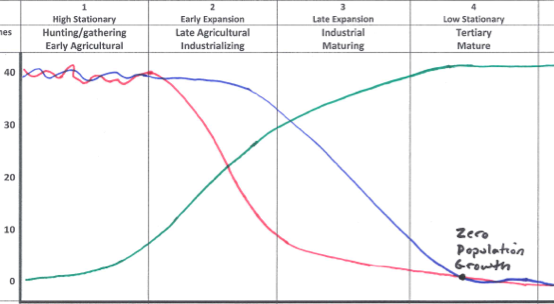 1 2 3 4
High Stationary Early Expansion Late Expansion Low Stationary
Hunting/gathering Late Agricultural Industrial Tertiary
Early Agricultural Industrializing Maturing Mature
40
30
20
10
0
Zero
Population
Growth